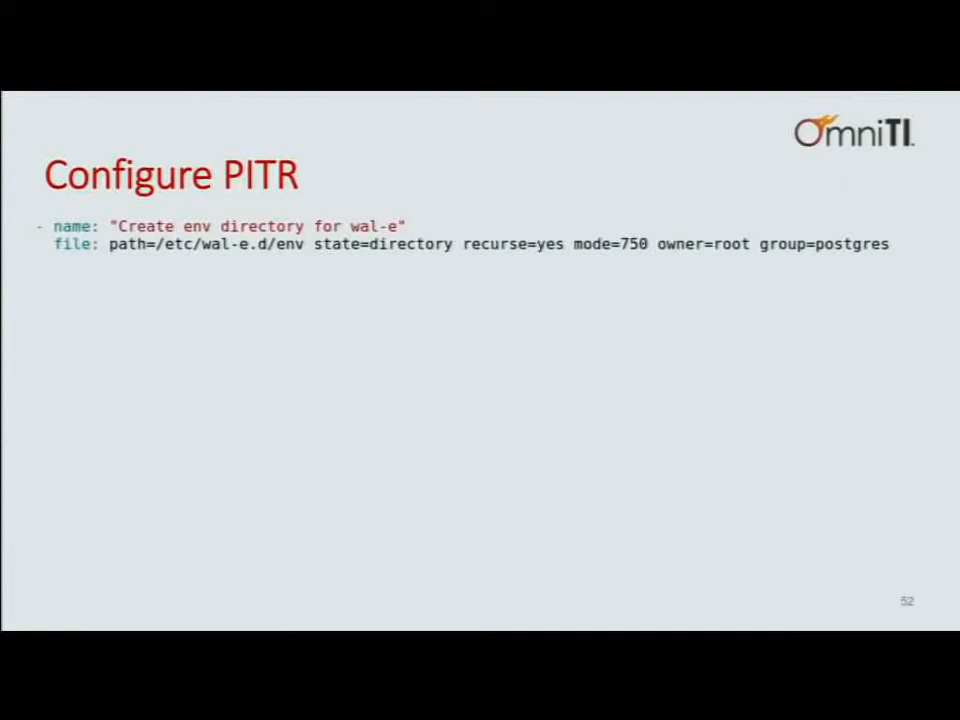 OmniTI.
Configure PITR
- name: "Create env directory for wal-e"
file: path=/etc/wal-e.d/env state=directory recurse=yes mode=750 owner=root group=postgres
52